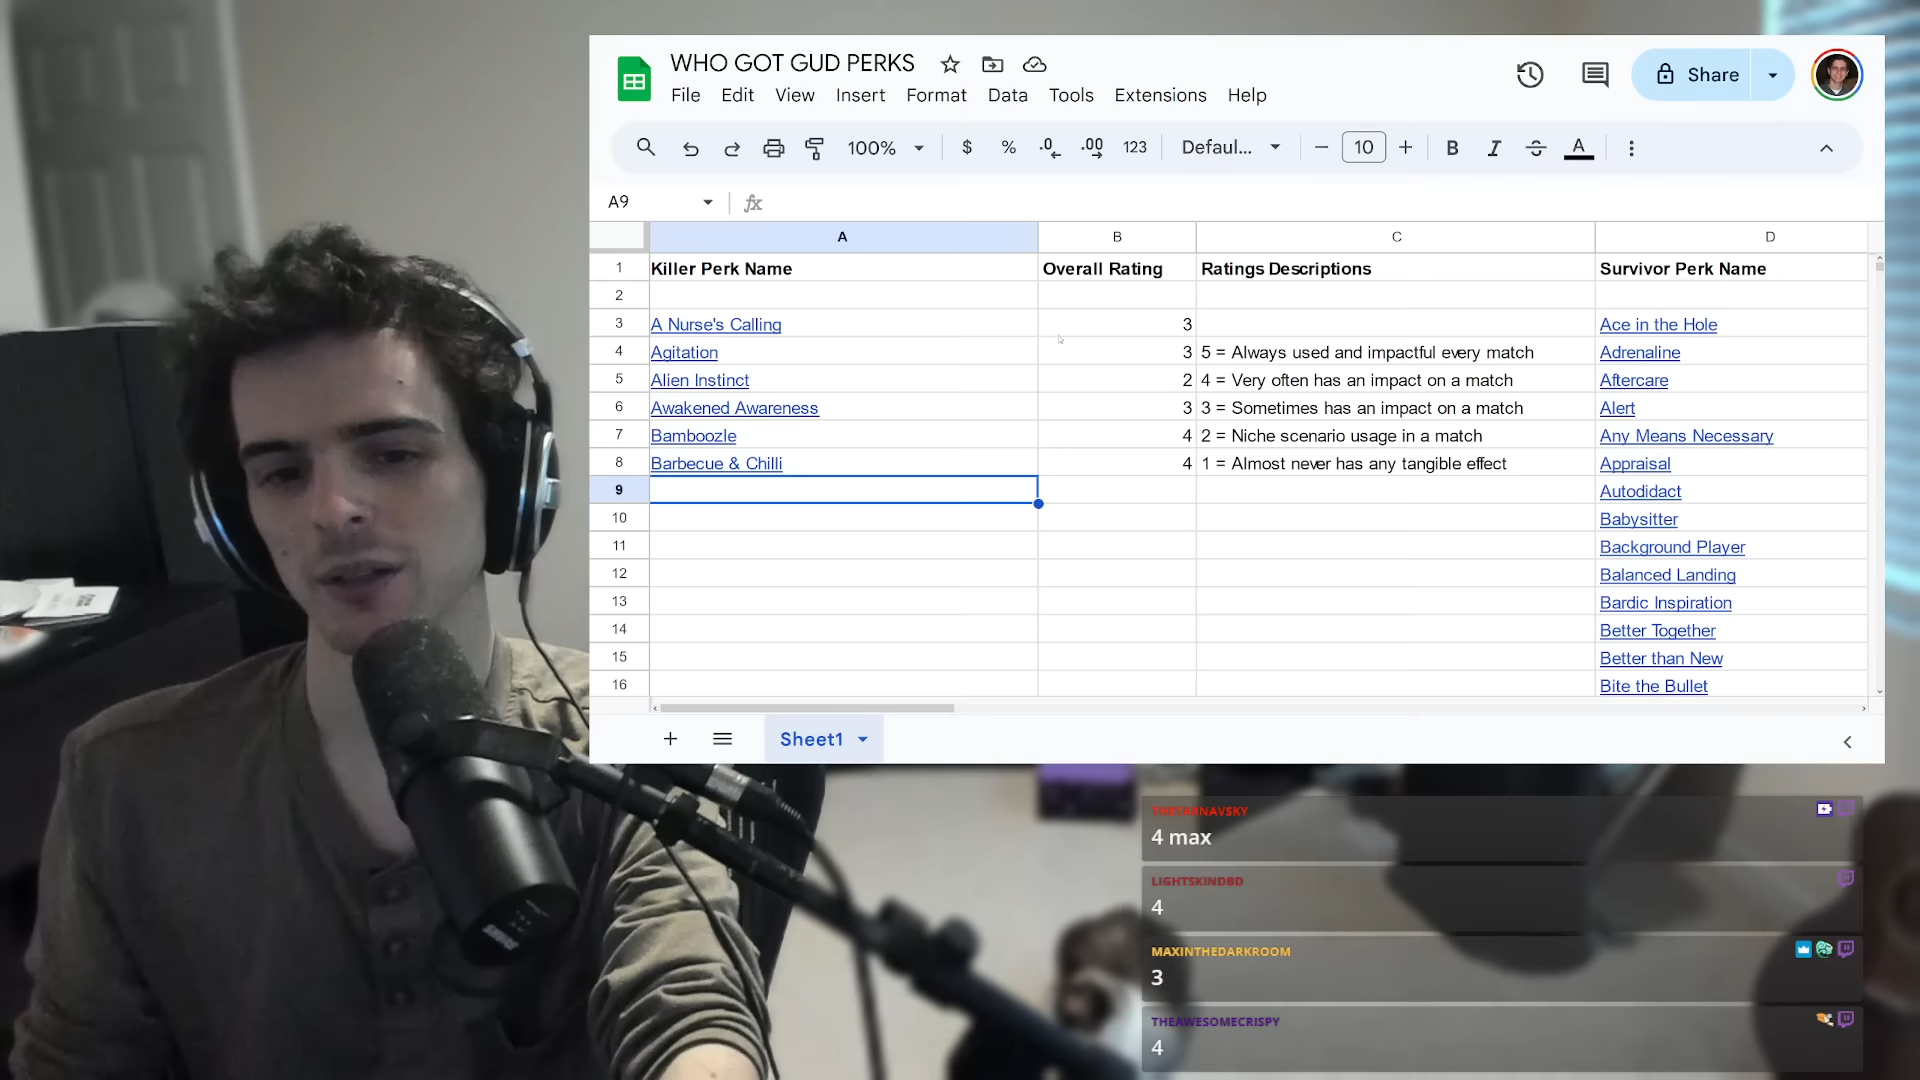 WHO GOT GUD PERKS
File Edit View Insert Format Data Tools Extensions Help
Share
100% $ % .0 .00 123 Defaul... 10 B I A
A9 fx
A B C D
1 Killer Perk Name Overall Rating Ratings Descriptions Survivor Perk Name
2
3 A Nurse's Calling 3 Ace in the Hole
4 Agitation 3 5 = Always used and impactful every match Adrenaline
5 Alien Instinct 2 4 = Very often has an impact on a match Aftercare
6 Awakened Awareness 3 3 = Sometimes has an impact on a match Alert
7 Bamboozle 4 2 = Niche scenario usage in a match Any Means Necessary
8 Barbecue & Chilli 4 1 = Almost never has any tangible effect Appraisal
9 Autodidact
10 Babysitter
11 Background Player
12 Balanced Landing
13 Bardic Inspiration
14 Better Together
15 Better than New
16 Bite the Bullet
Sheet1
4 max
LIGHTSKINDBD
4
MAXINTHEDARKROOM
3
THEAWESOMECRISPY
4
SHURE